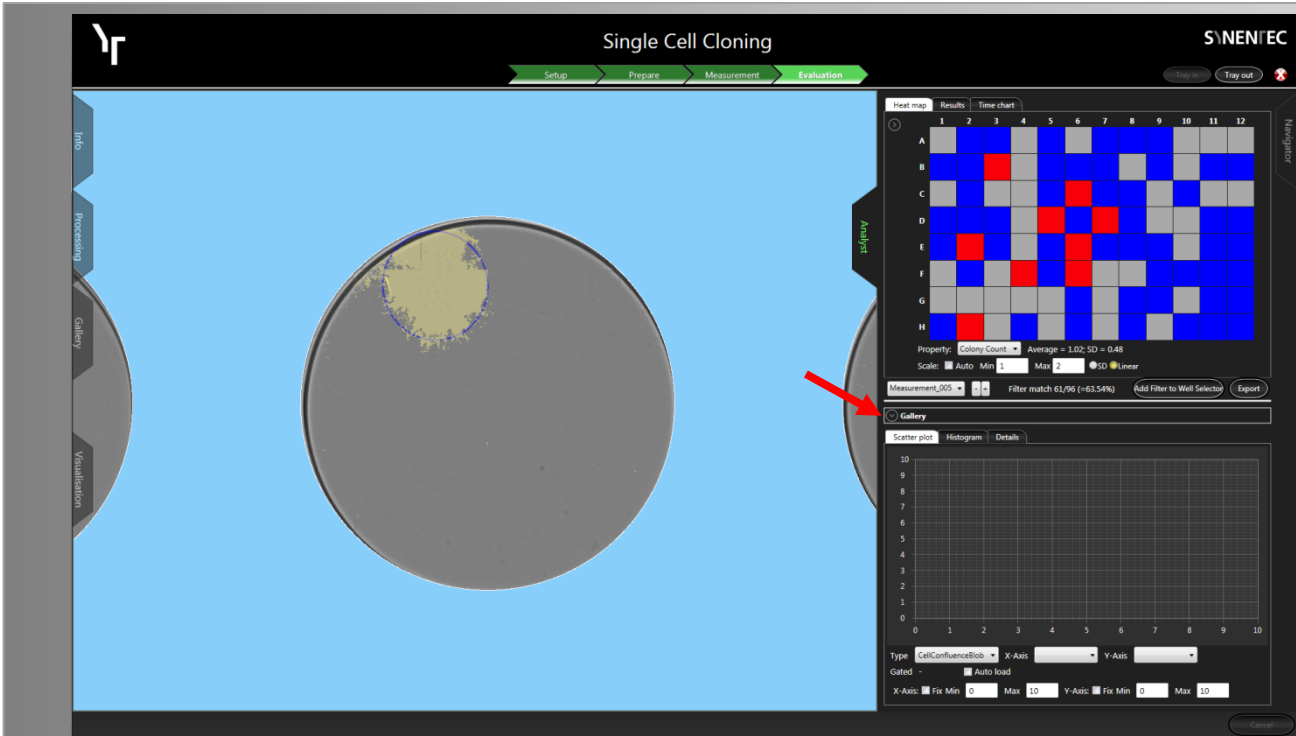 Single Cell Cloning
SYNENTEC
Setup Prepare Measurement Evaluation
Tray in Tray out
Info
Processing
Gallery
Visualisation
Analyst
Navigator
Heat map Results Time chart
1 2 3 4 5 6 7 8 9 10 11 12
A
B
C
D
E
F
G
H
Property: Colony Count Average = 1.02; SD = 0.48
Scale: Auto Min 1 Max 2 SD Linear
Measurement_005 - + Filter match 61/96 (=63.54%) Add Filter to Well Selector Export
Gallery
Scatter plot Histogram Details
10
9
8
7
6
5
4
3
2
1
0
0 1 2 3 4 5 6 7 8 9 10
Type CellConfluenceBlob X-Axis Y-Axis
Gated - Auto load
X-Axis: Fix Min 0 Max 10 Y-Axis: Fix Min 0 Max 10
Cancel